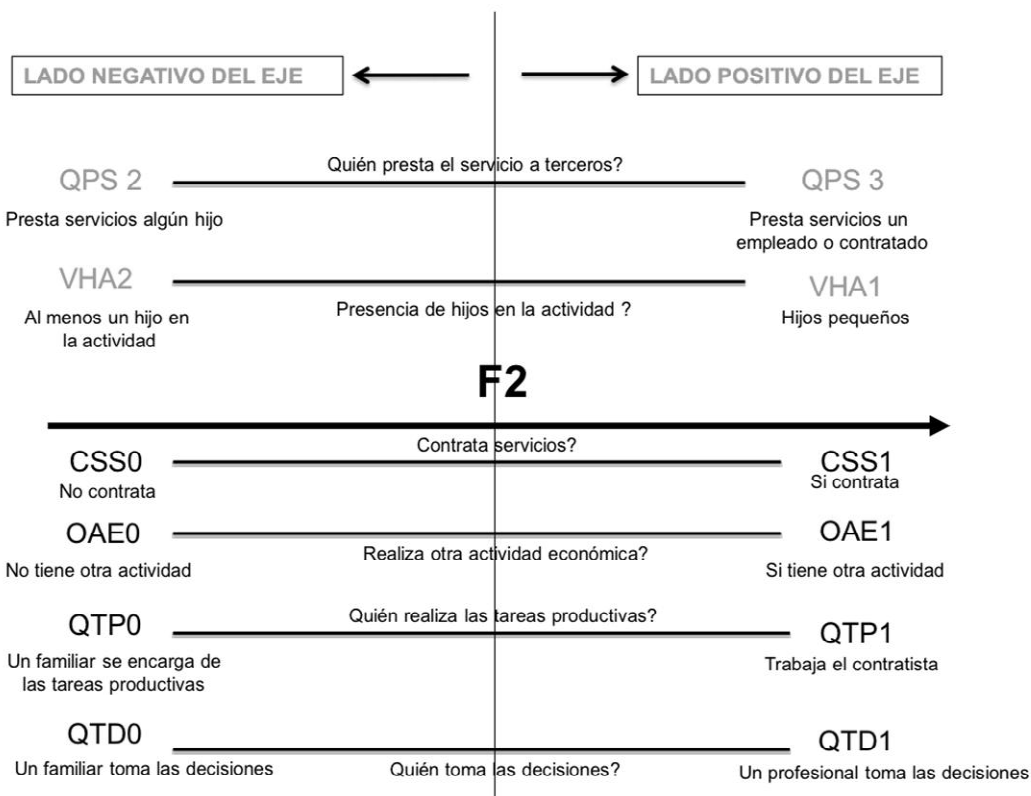 LADO NEGATIVO DEL EJE
LADO POSITIVO DEL EJE
Quién presta el servicio a terceros?
QPS 2
QPS 3
Presta servicios algún hijo
Presta servicios un
empleado o contratado
VHA2
VHA1
Presencia de hijos en la actividad ?
Al menos un hijo en
la actividad
Hijos pequeños
F2
Contrata servicios?
CSS0
CSS1
No contrata
Si contrata
OAE0
OAE1
Realiza otra actividad económica?
No tiene otra actividad
Si tiene otra actividad
Quién realiza las tareas productivas?
QTP0
QTP1
Un familiar se encarga de
las tareas productivas
Trabaja el contratista
QTD0
QTD1
Un familiar toma las decisiones
Quién toma las decisiones?
Un profesional toma las decisiones